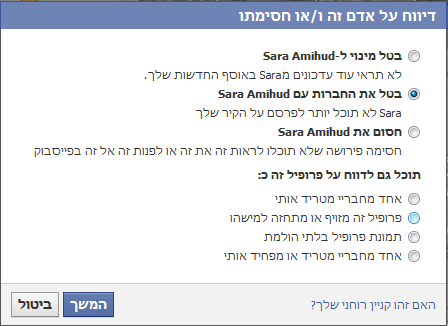 דיווח על אדם זה ו/או חסימתו
בטל מינוי ל-Sara Amihud
לא תראי עוד עדכונים מSara באוסף החדשות שלך.
בטל את החברות עם Sara Amihud
Sara לא תוכל יותר לפרסם על הקיר שלך
חסום את Sara Amihud
חסימה פירושה שלא תוכלו לראות זה את זה או לפנות זה אל זה בפייסבוק
תוכל גם לדווח על פרופיל זה כ:
אחד מחבריי מטריד אותי
פרופיל זה מזויף או מתחזה למישהו
תמונת פרופיל בלתי הולמת
אחד מחבריי מטריד או מפחיד אותי
האם זהו קניין רוחני שלך?
המשך
ביטול